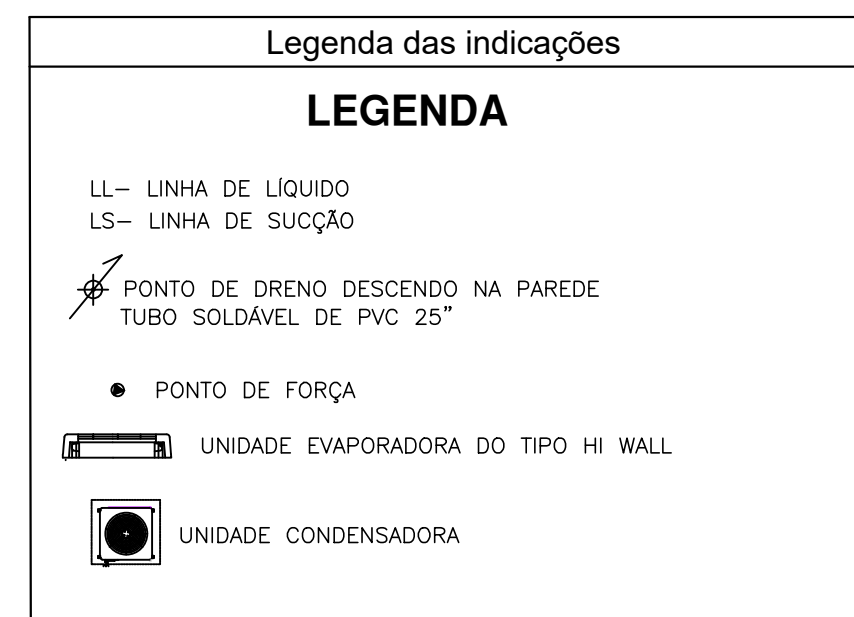 Legenda das indicações
LEGENDA
LL– LINHA DE LÍQUIDO
LS– LINHA DE SUCÇÃO
PONTO DE DRENO DESCENDO NA PAREDE
TUBO SOLDÁVEL DE PVC 25”
PONTO DE FORÇA
UNIDADE EVAPORADORA DO TIPO HI WALL
UNIDADE CONDENSADORA